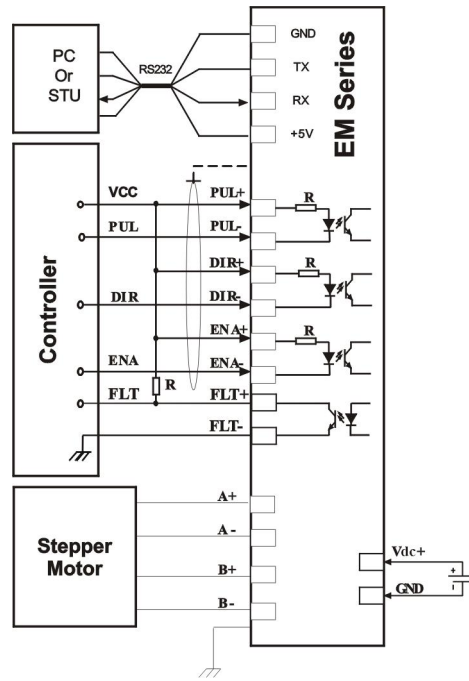 PC
Or
STU
RS232
GND
TX
RX
+5V
EM Series
Controller
VCC
PUL+
R
PUL
PUL-
DIR+
R
DIR
DIR-
ENA+
R
ENA
ENA-
R
FLT
FLT+
FLT-
Stepper
Motor
A+
A-
B+
B-
Vdc+
+
-
GND